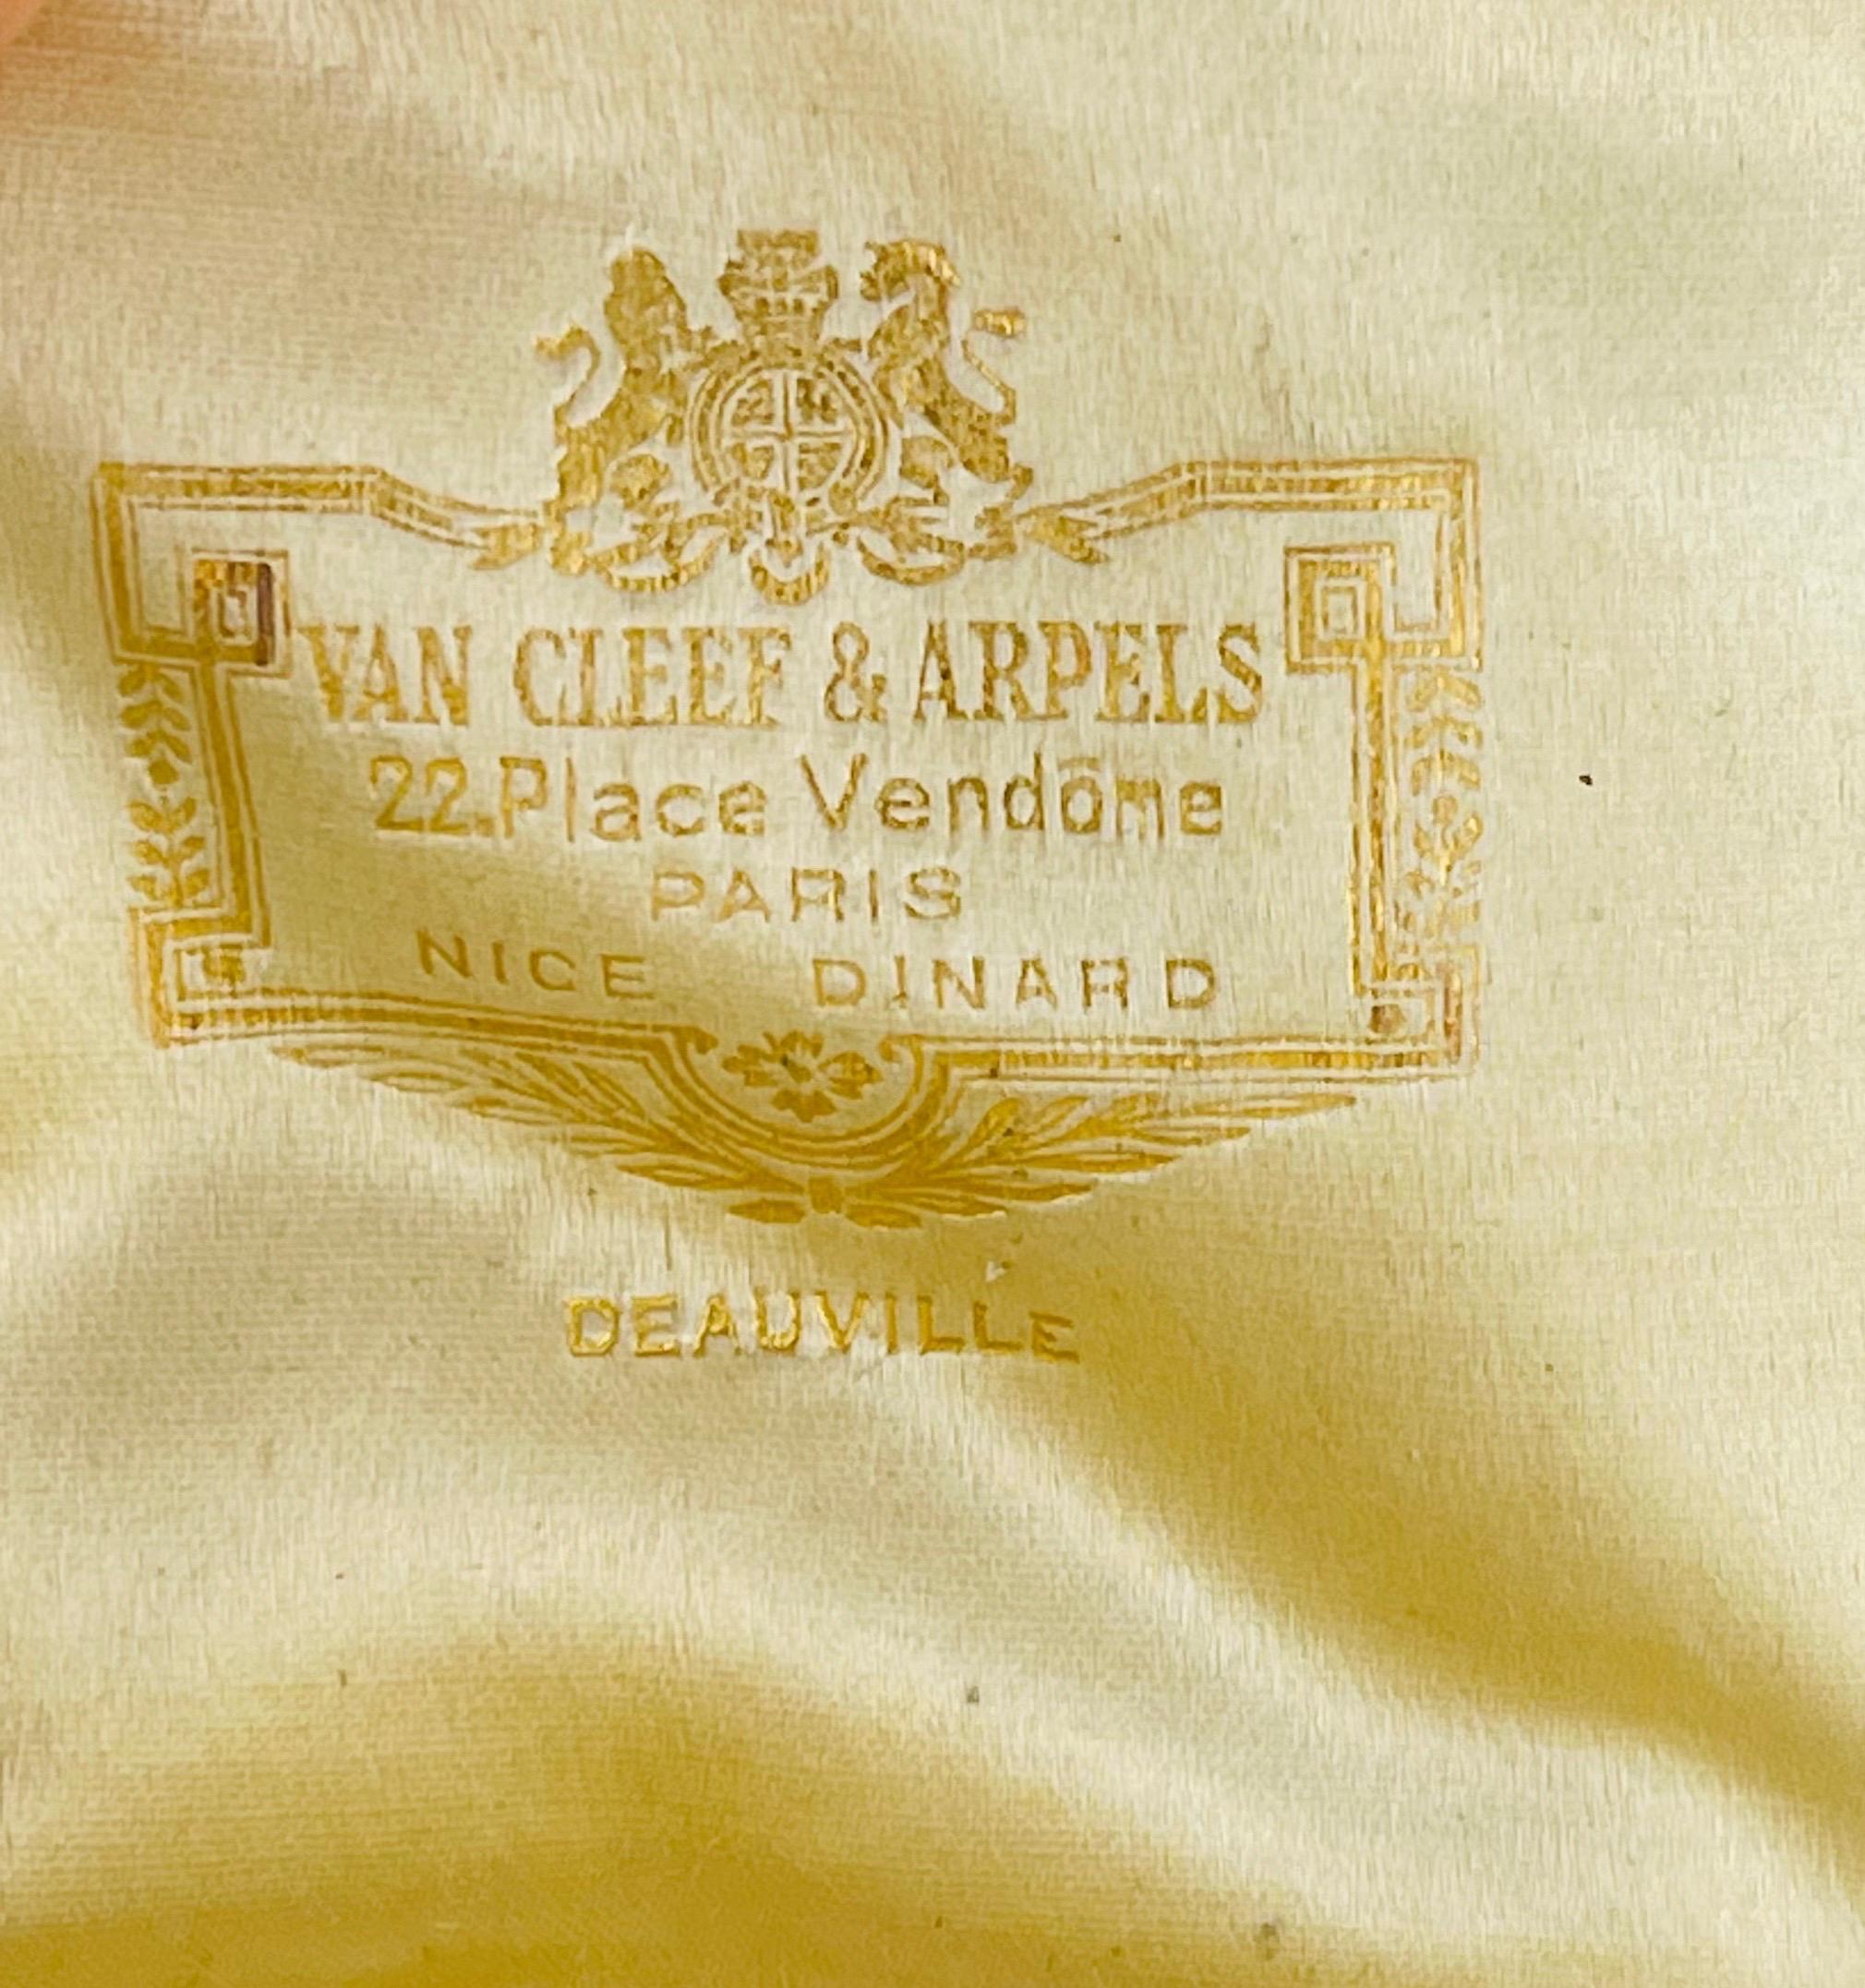 VAN CLEEF & ARPELS
22.Place Vendôme
PARIS
NICE DINARD
DEAUVILLE